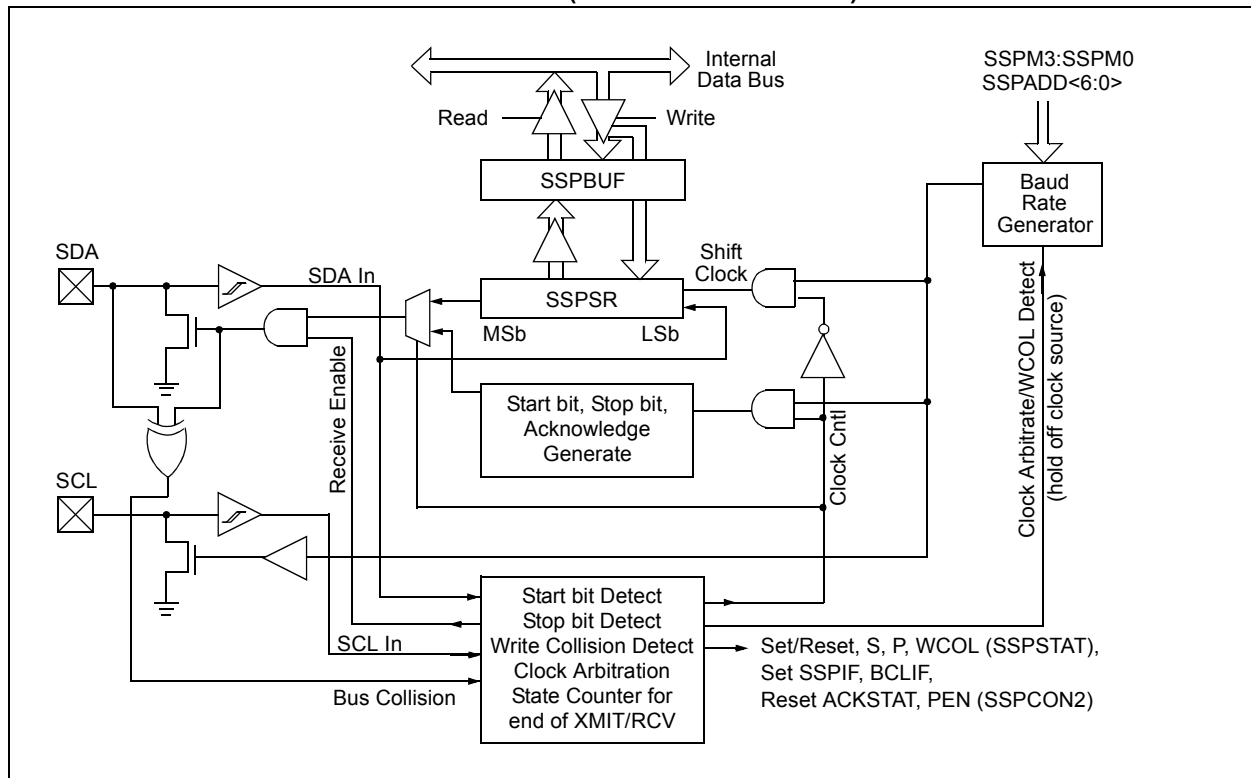 Internal
Data Bus
SSPM3:SSPM0
SSPADD<6:0>
Read
Write
SSPBUF
Baud
Rate
Generator
SDA
SDA In
Shift
Clock
SSPSR
MSb
LSb
Receive Enable
Start bit, Stop bit,
Acknowledge
Generate
Clock Cntl
Clock Arbitrate/WCOL Detect
(hold off clock source)
SCL
SCL In
Bus Collision
Start bit Detect
Stop bit Detect
Write Collision Detect
Clock Arbitration
State Counter for
end of XMIT/RCV
Set/Reset, S, P, WCOL (SSPSTAT),
Set SSPIF, BCLIF,
Reset ACKSTAT, PEN (SSPCON2)